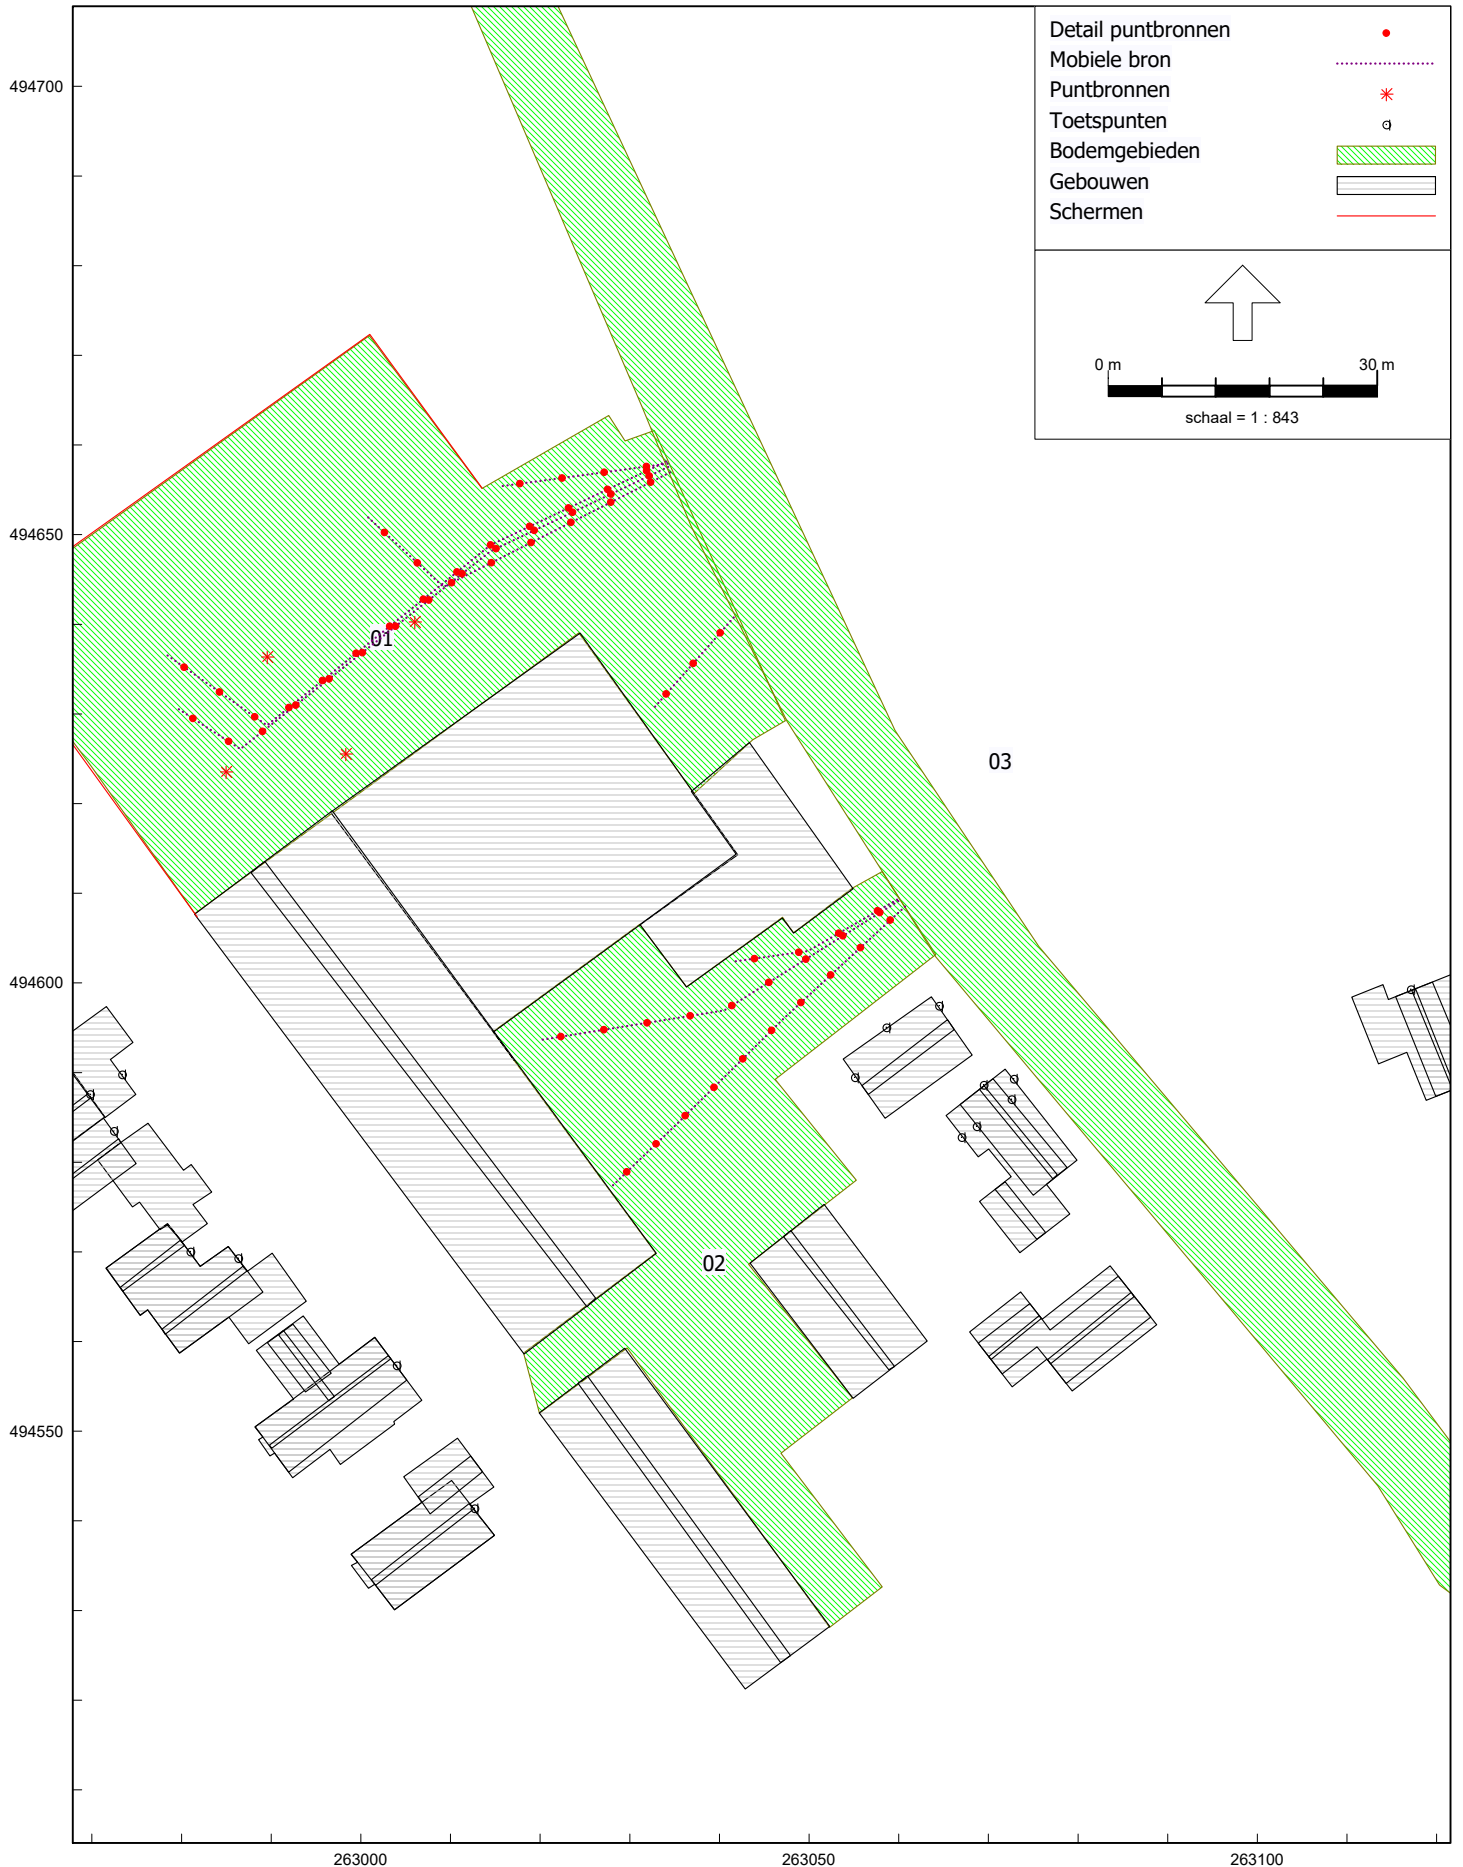 Detail puntbronnen
Mobiele bron
Puntbronnen
Toetspunten
Bodemgebieden
Gebouwen
Schermen
0 m 30 m
schaal = 1 : 843
494700
494650
494600
494550
01
03
02
263000 263050 263100